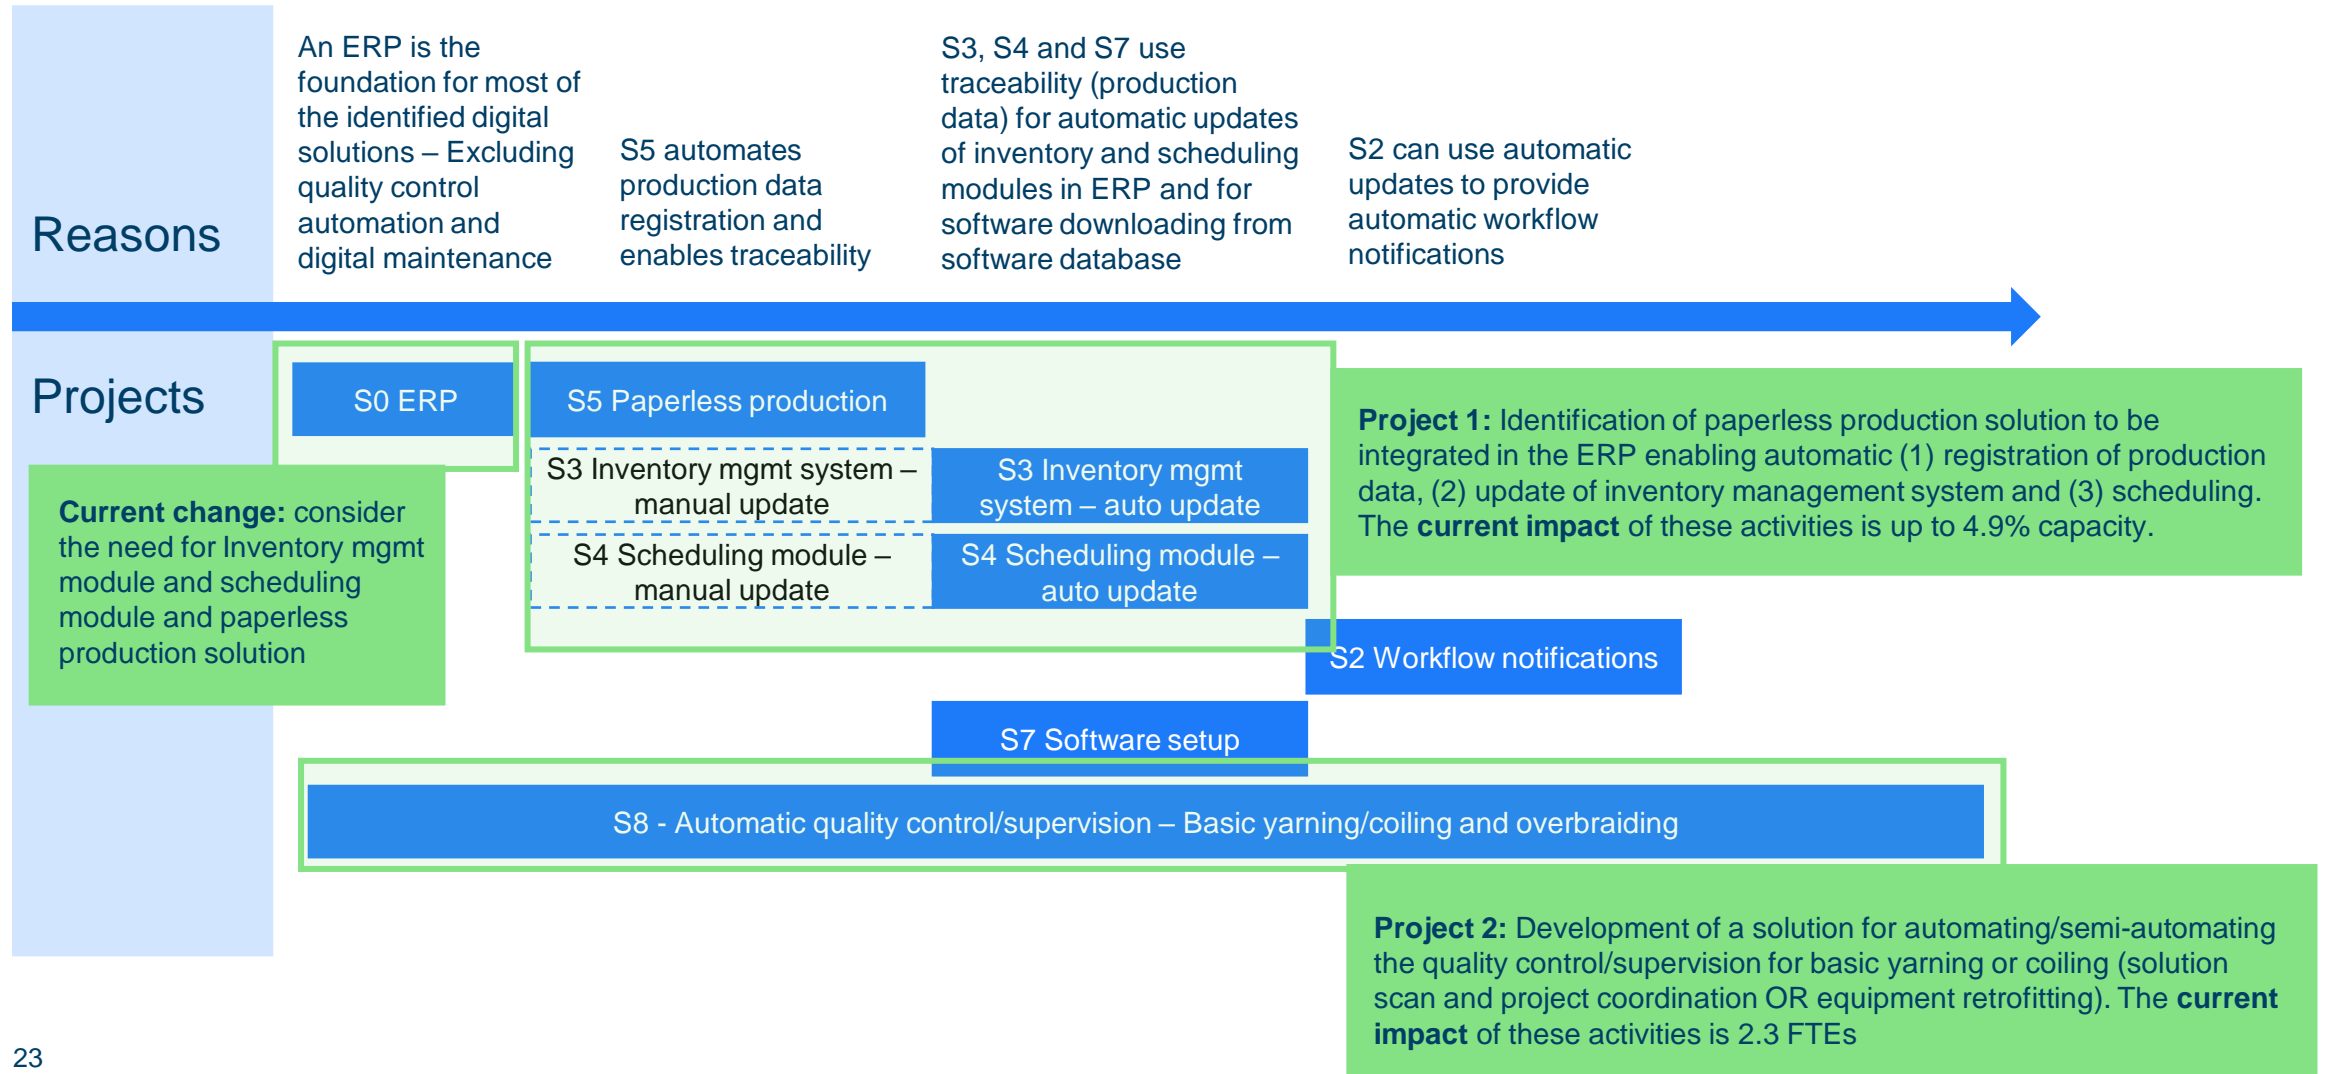 Reasons
An ERP is the
foundation for most of
the identified digital
solutions – Excluding
quality control
automation and
digital maintenance
S5 automates
production data
registration and
enables traceability
S3, S4 and S7 use
traceability (production
data) for automatic updates
of inventory and scheduling
modules in ERP and for
software downloading from
software database
S2 can use automatic
updates to provide
automatic workflow
notifications
Projects
S0 ERP
S5 Paperless production
S3 Inventory mgmt system –
manual update
S3 Inventory mgmt
system – auto update
S4 Scheduling module –
manual update
S4 Scheduling module –
auto update
Current change: consider
the need for Inventory mgmt
module and scheduling
module and paperless
production solution
Project 1: Identification of paperless production solution to be
integrated in the ERP enabling automatic (1) registration of production
data, (2) update of inventory management system and (3) scheduling.
The current impact of these activities is up to 4.9% capacity.
S2 Workflow notifications
S7 Software setup
S8 - Automatic quality control/supervision – Basic yarning/coiling and overbraiding
Project 2: Development of a solution for automating/semi-automating
the quality control/supervision for basic yarning or coiling (solution
scan and project coordination OR equipment retrofitting). The current
impact of these activities is 2.3 FTEs
23